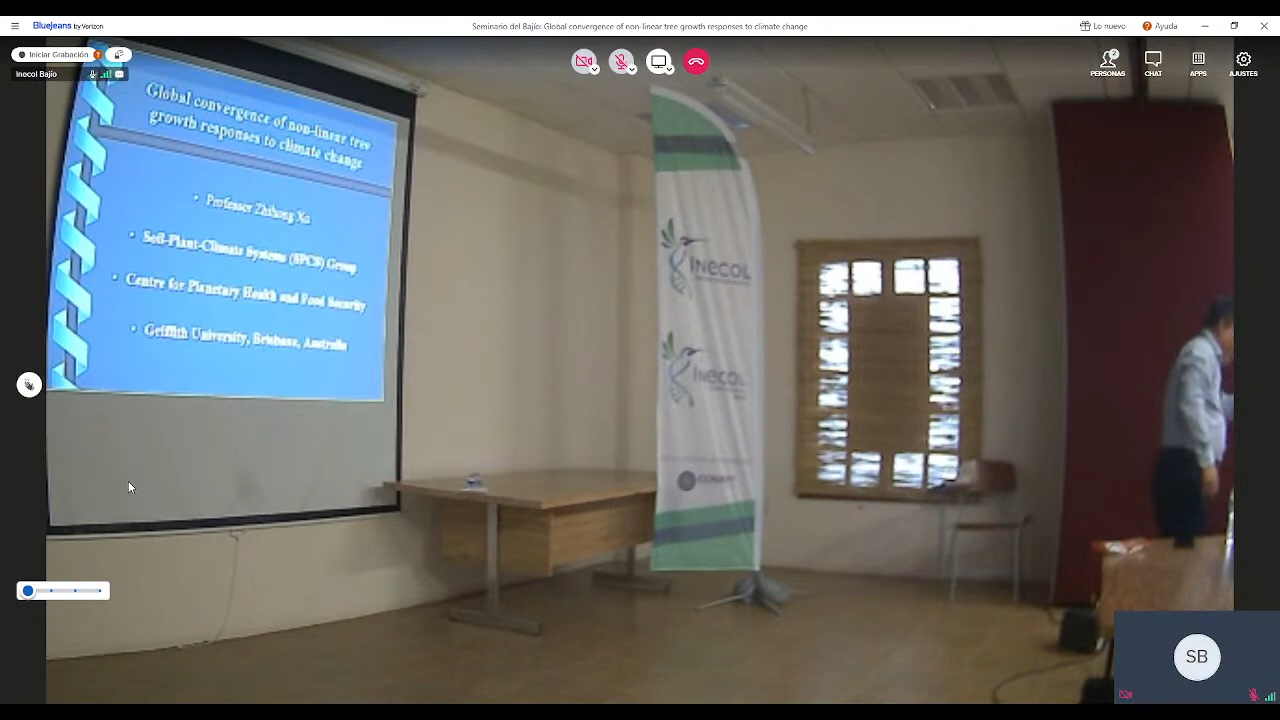 BlueJeans by Verizon
Seminario del Bajío: Global convergence of non-linear tree growth responses to climate change
Lo nuevo
Ayuda
Iniciar Grabación
Inecol Bajío
2
PERSONAS
CHAT
APPS
AJUSTES
Global convergence of non-linear tree
growth responses to climate change
• Professor Zhihong Xu
• Soil-Plant-Climate Systems (SPCS) Group
• Centre for Planetary Health and Food Security
• Griffith University, Brisbane, Australia
INECOL
INECOL
SB